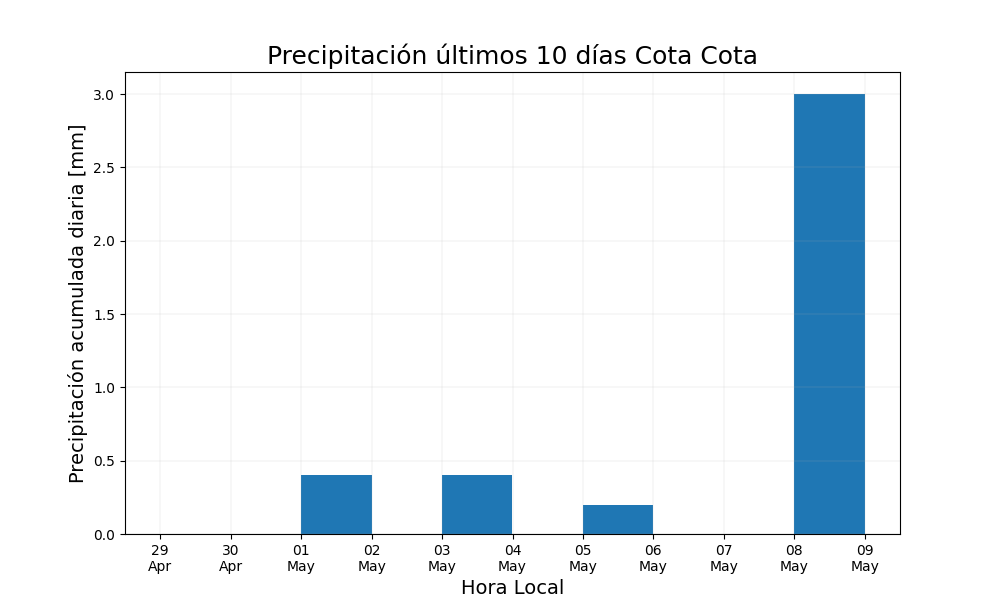 Precipitación últimos 10 días Cota Cota
Precipitación acumulada diaria [mm]
3.0
2.5
2.0
1.5
1.0
0.5
0.0
29 30 01 02 03 04 05 06 07 08 09
Apr Apr May May May May May May May May May
Hora Local